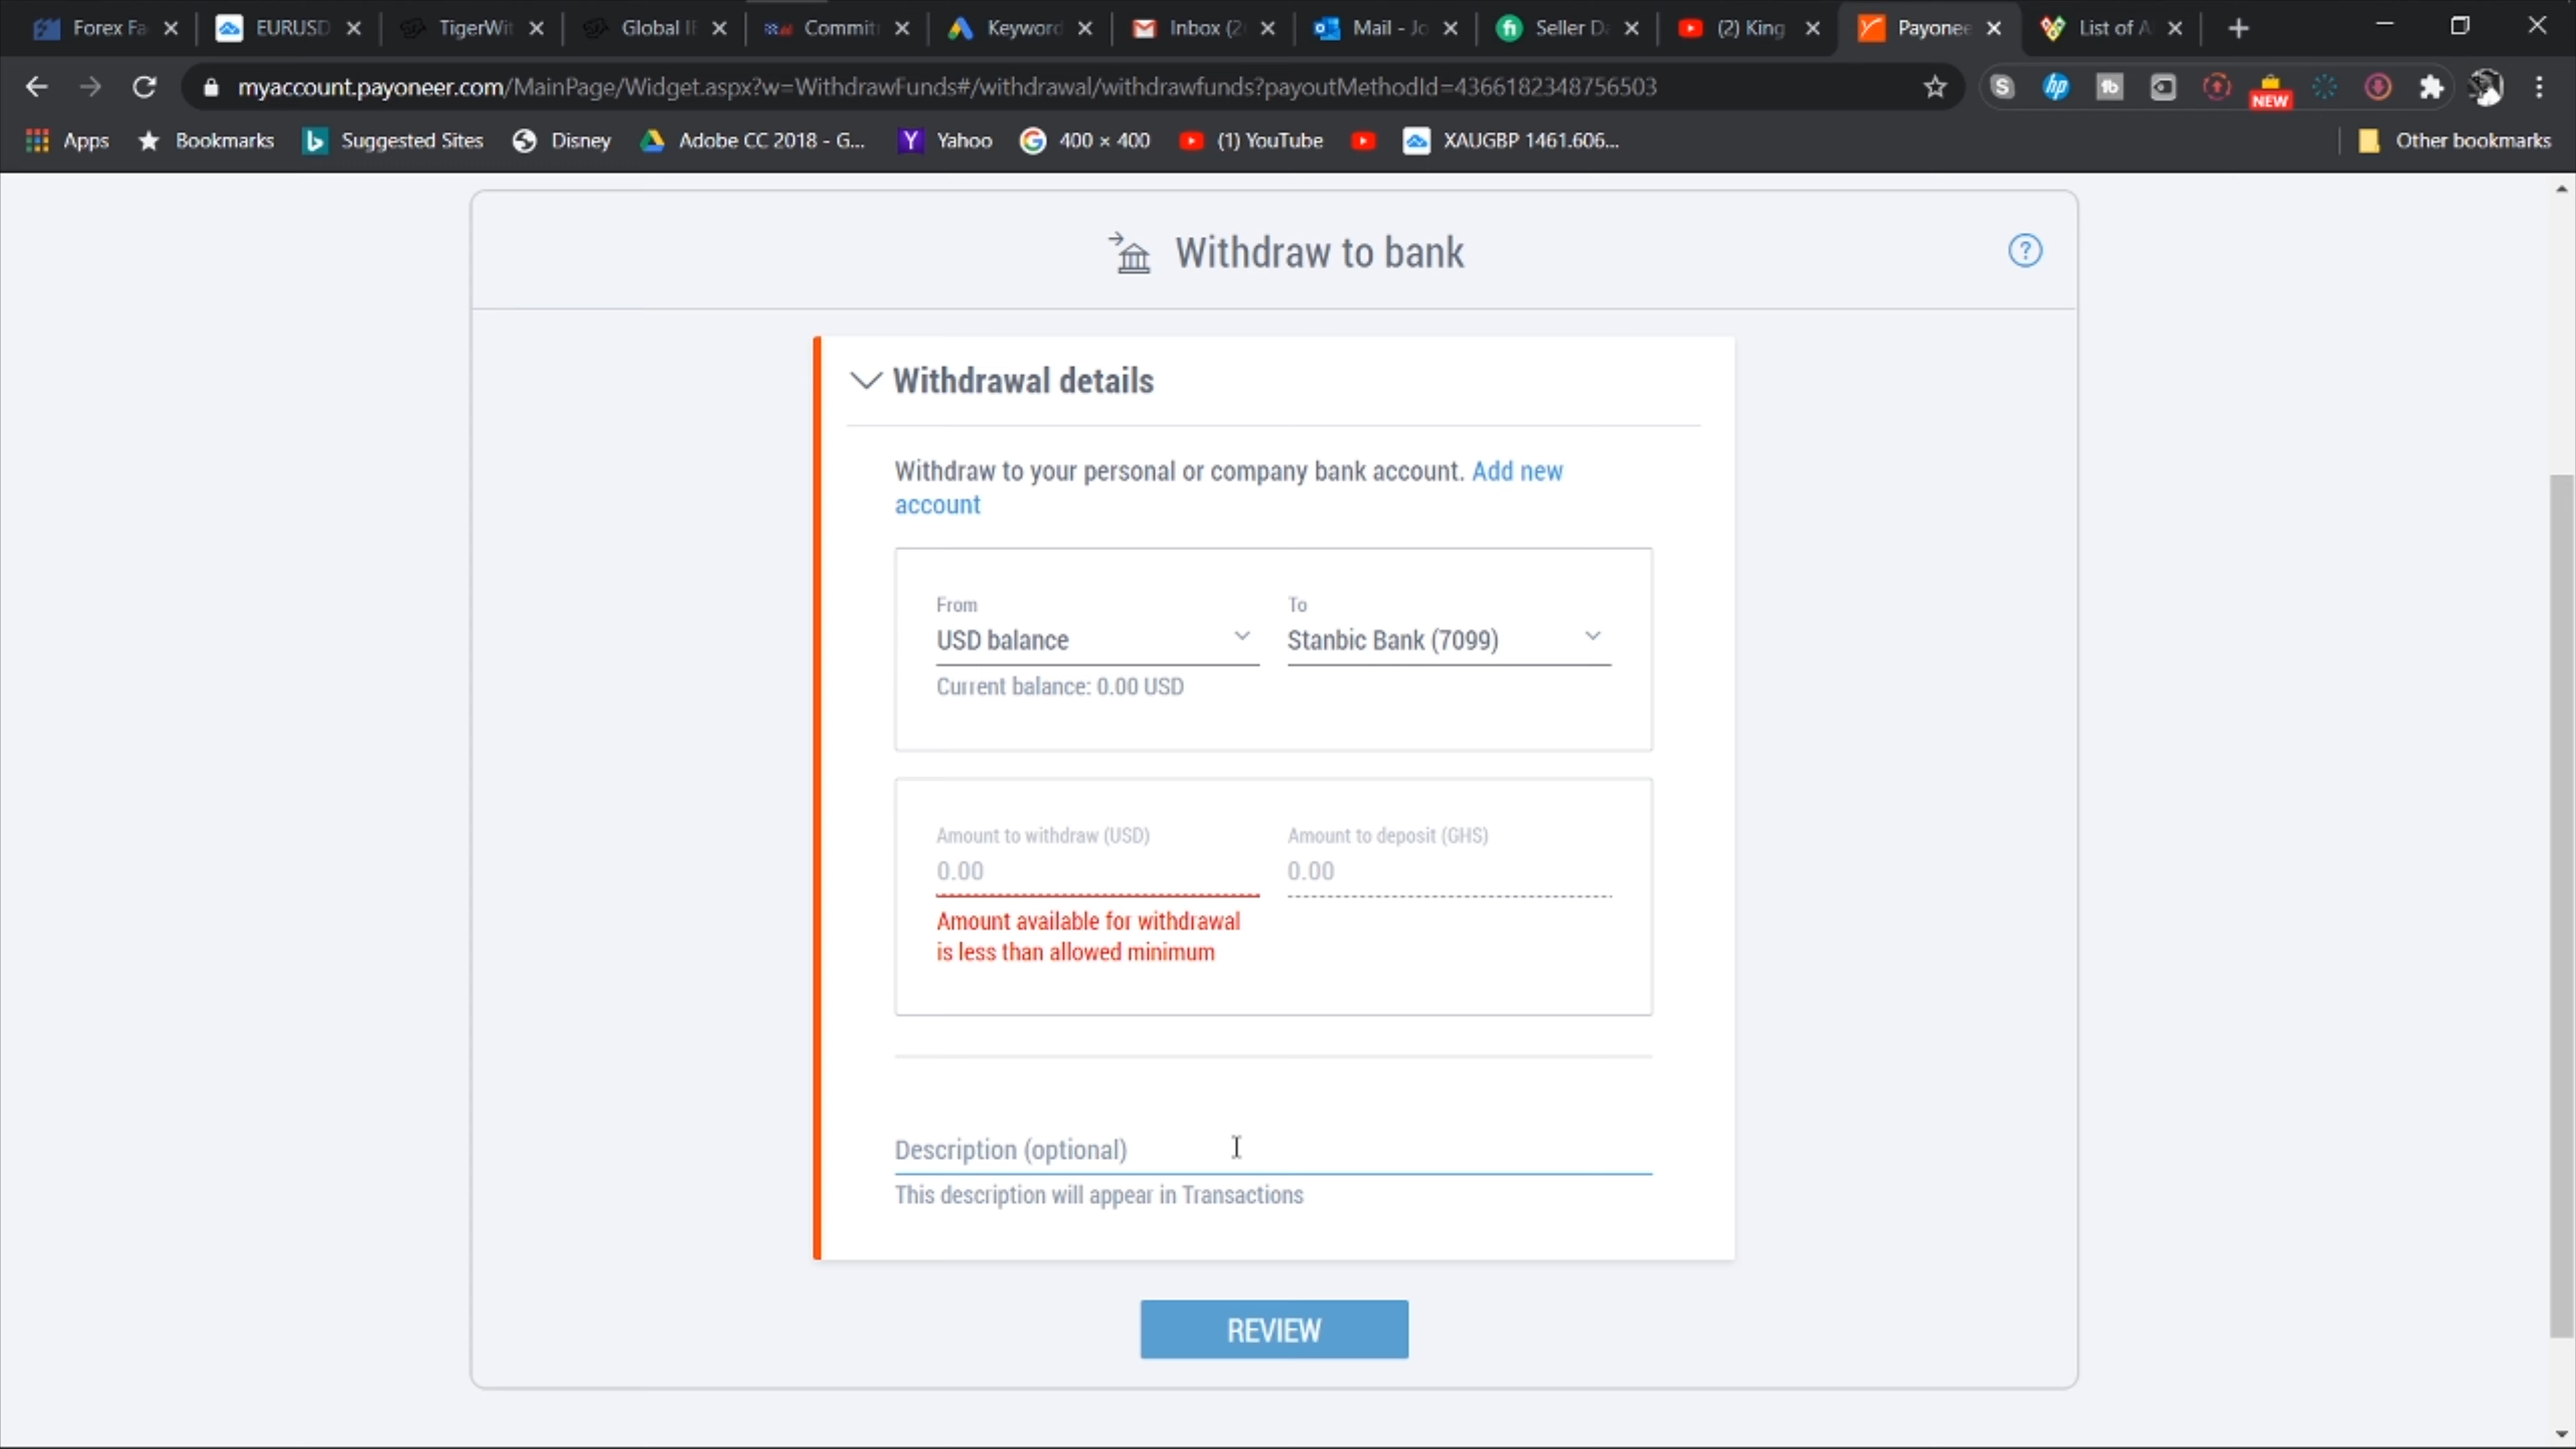 Forex Fa
EURUSD
TigerWit
Global IB
Commit
Keyword
Inbox (2
Mail - Jo
fi
Seller Da
(2) King
Payonee
List of A
myaccount.payoneer.com/MainPage/Widget.aspx?w=WithdrawFunds#/withdrawal/withdrawfunds?payoutMethodId=4366182348756503
S
hp
NEW
Apps
Bookmarks
Suggested Sites
Disney
Adobe CC 2018 - G...
Y
Yahoo
400 × 400
(1) YouTube
XAUGBP 1461.606...
Other bookmarks
Withdraw to bank
?
Withdrawal details
Withdraw to your personal or company bank account. Add new
account
From
To
USD balance
Stanbic Bank (7099)
Current balance: 0.00 USD
Amount to withdraw (USD)
Amount to deposit (GHS)
0.00
0.00
Amount available for withdrawal
is less than allowed minimum
Description (optional)
This description will appear in Transactions
REVIEW